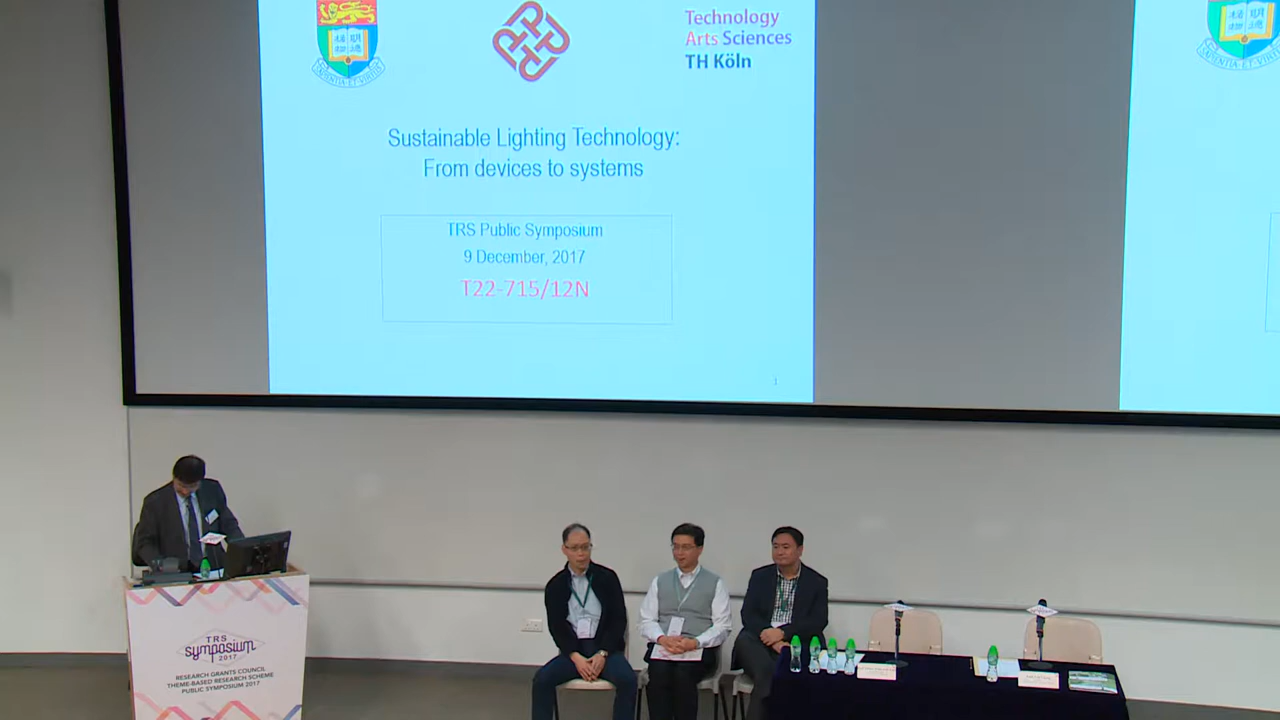 Technology
Arts Sciences
TH Köln
Sustainable Lighting Technology:
From devices to systems
TRS Public Symposium
9 December, 2017
T22-715/12N
1
TRS
symposium
2017
RESEARCH GRANTS COUNCIL
THEME-BASED RESEARCH SCHEME
PUBLIC SYMPOSIUM 2017